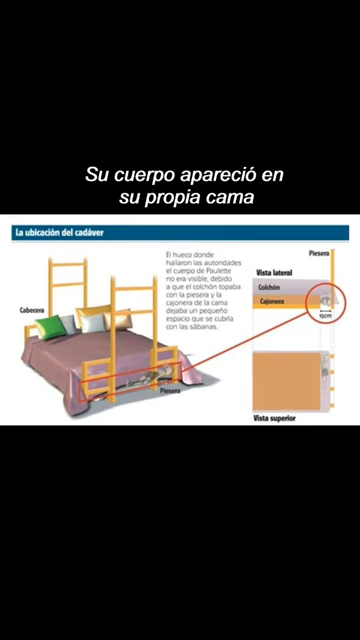 Su cuerpo apareció en
su propia cama
La ubicación del cadáver
El hueco donde
hallaron las autoridades
el cuerpo de Paulette
no era visible, debido
a que el colchón topaba
con la piesera y la
cajonera de la cama
dejaba un pequeño
espacio que se cubría
con las sábanas.
Cabecera
Piesera
Piesera
Vista lateral
Colchón
Cajonera
15cm
Vista superior